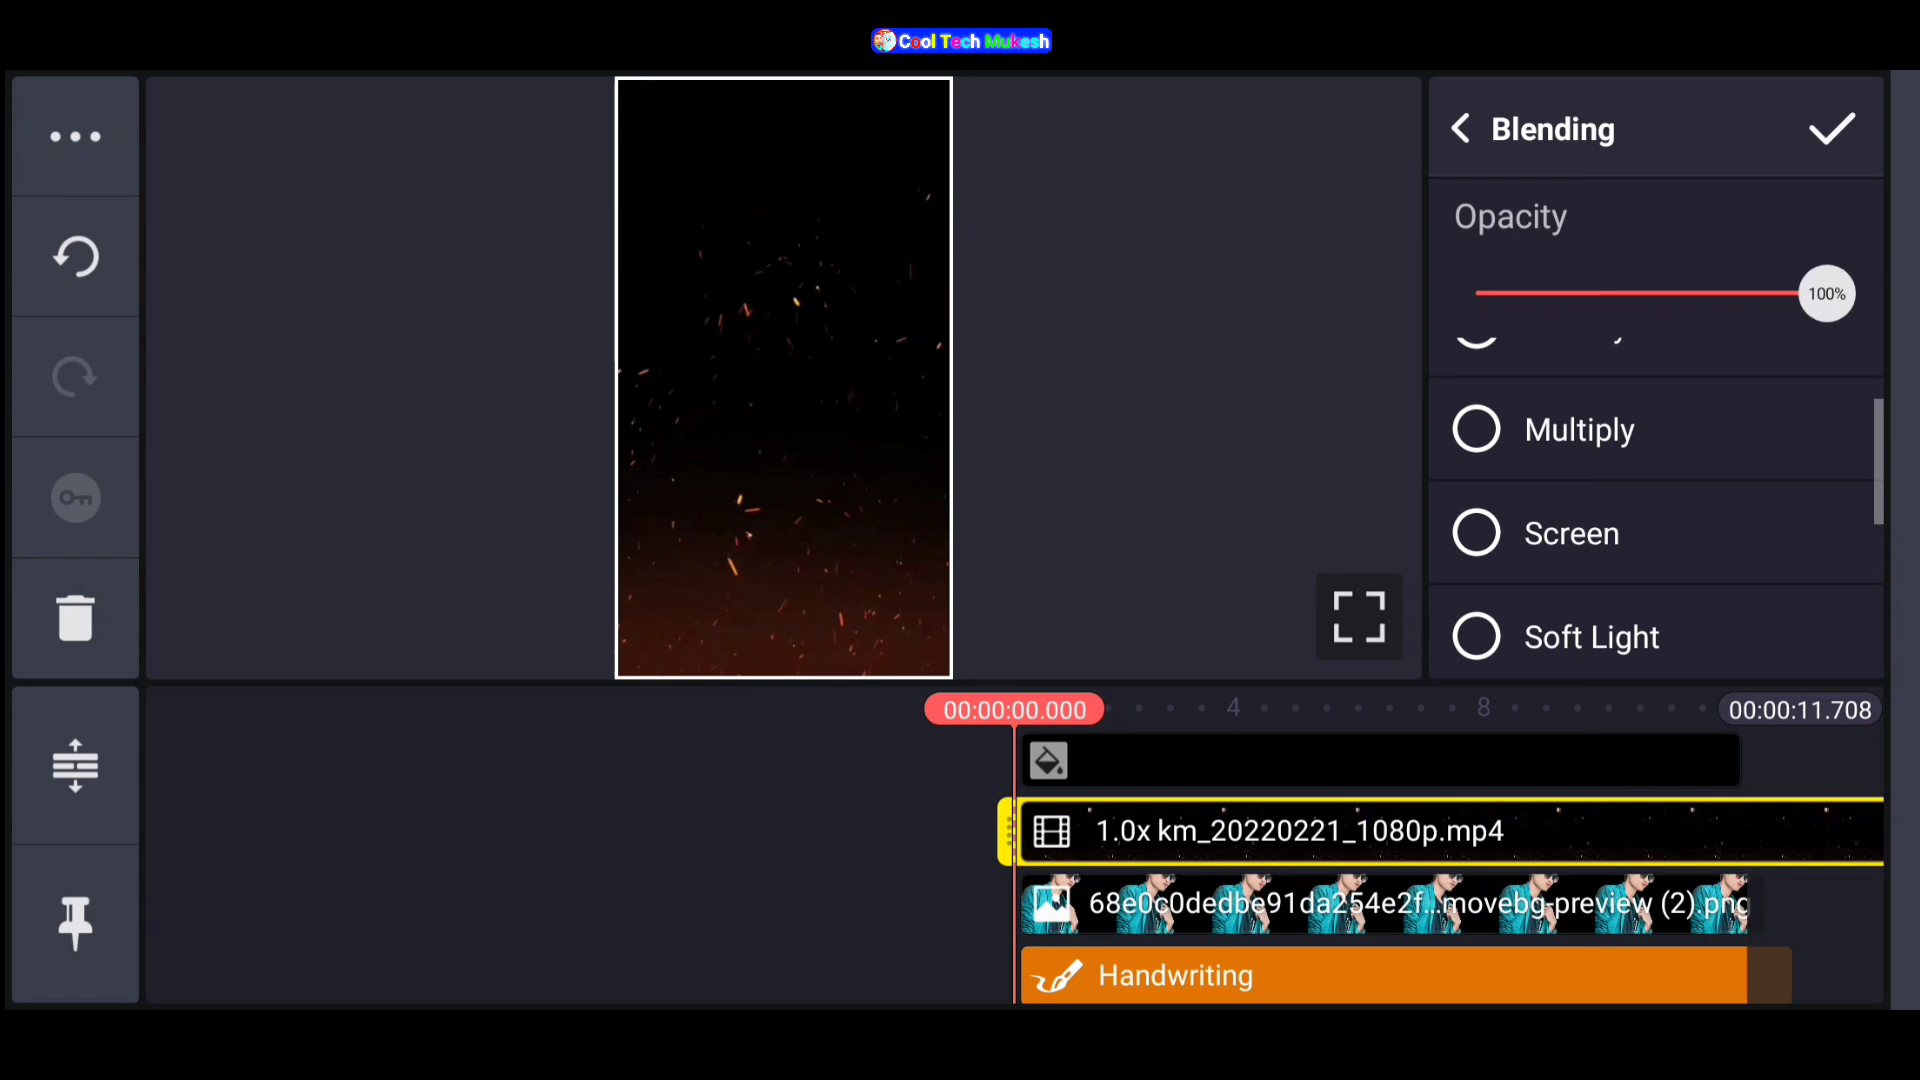 Cool Tech Mukesh
Blending
Opacity
100%
Multiply
Screen
Soft Light
00:00:00.000
4
8
00:00:11.708
1.0x km_20220221_1080p.mp4
68e0c0dedbe91da254e2f...movebg-preview (2).png
Handwriting